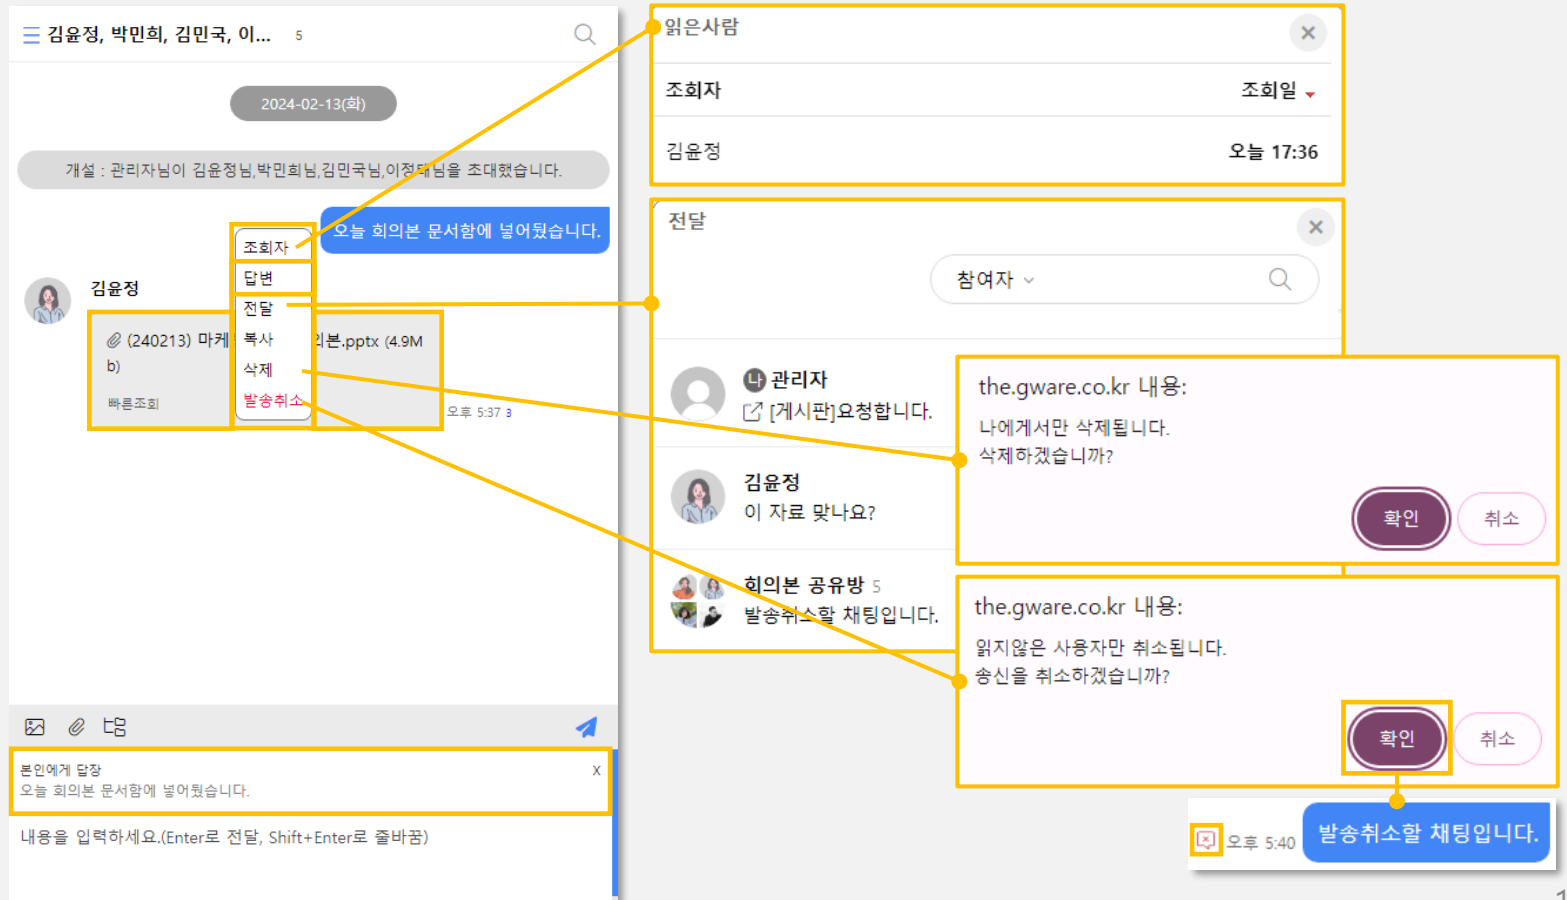 김윤정, 박민희, 김민국, 이... 5
2024-02-13(화)
개설 : 관리자님이 김윤정님,박민희님,김민국님,이정태님을 초대했습니다.
오늘 회의본 문서함에 넣어뒀습니다.
조회자
답변
전달
복사
삭제
발송취소
김윤정
(240213) 마케 의본.pptx (4.9M
b)
빠른조회
오후 5:37 3
본인에게 답장 X
오늘 회의본 문서함에 넣어뒀습니다.
내용을 입력하세요.(Enter로 전달, Shift+Enter로 줄바꿈)
읽은사람
조회자 조회일
김윤정 오늘 17:36
전달
참여자
나 관리자
[게시판]요청합니다.
김윤정
이 자료 맞나요?
회의본 공유방 5
발송취소할 채팅입니다.
the.gware.co.kr 내용:
나에게서만 삭제됩니다.
삭제하겠습니까?
확인 취소
the.gware.co.kr 내용:
읽지않은 사용자만 취소됩니다.
송신을 취소하겠습니까?
확인 취소
오후 5:40 발송취소할 채팅입니다.